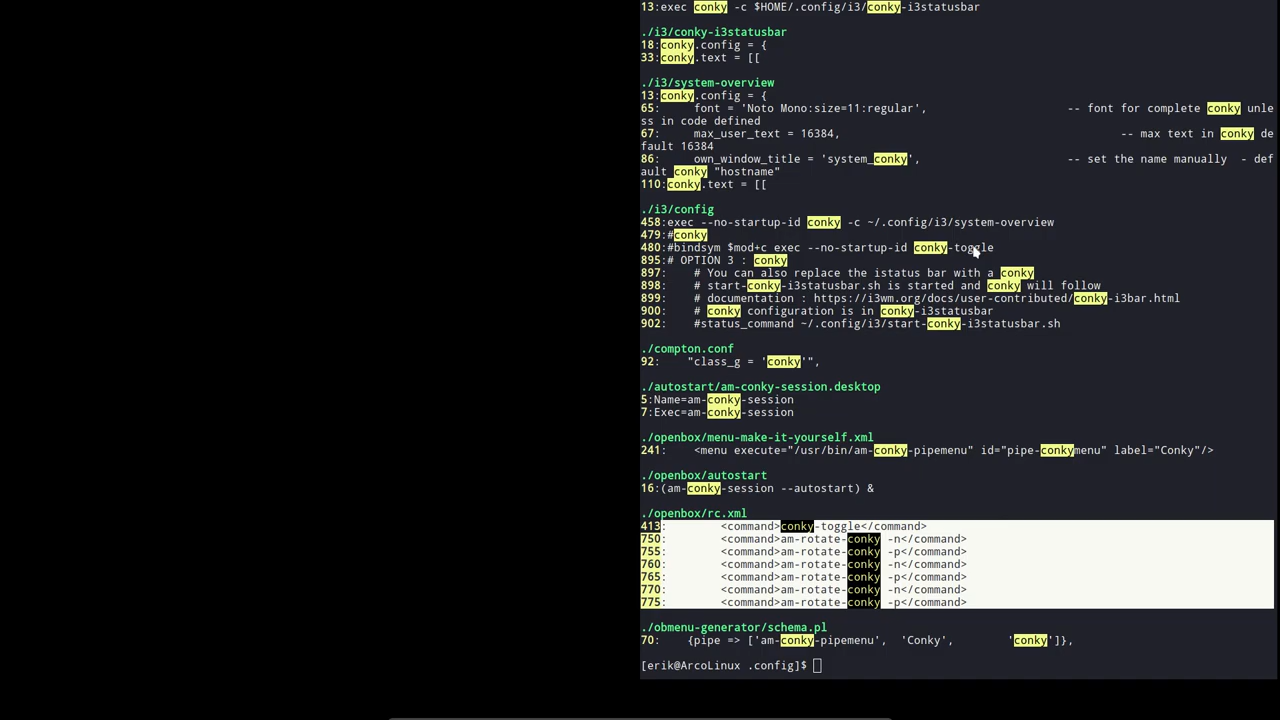 13:exec conky -c $HOME/.config/i3/conky-i3statusbar
./i3/conky-i3statusbar
18:conky.config = {
33:conky.text = [[
./i3/system-overview
13:conky.config = {
65:    font = 'Noto Mono:size=11:regular',                     -- font for complete conky unle
ss in code defined
67:    max_user_text = 16384,                                          -- max text in conky de
fault 16384
86:    own_window_title = 'system_conky',                      -- set the name manually  - def
ault conky "hostname"
110:conky.text = [[
./i3/config
458:exec --no-startup-id conky -c ~/.config/i3/system-overview
479:#conky
480:#bindsym $mod+c exec --no-startup-id conky-toggle
895:# OPTION 3 : conky
897:    # You can also replace the istatus bar with a conky
898:    # start-conky-i3statusbar.sh is started and conky will follow
899:    # documentation : https://i3wm.org/docs/user-contributed/conky-i3bar.html
900:    # conky configuration is in conky-i3statusbar
902:    #status_command ~/.config/i3/start-conky-i3statusbar.sh
./compton.conf
92:    "class_g = 'conky'",
./autostart/am-conky-session.desktop
5:Name=am-conky-session
7:Exec=am-conky-session
./openbox/menu-make-it-yourself.xml
241:    <menu execute="/usr/bin/am-conky-pipemenu" id="pipe-conkymenu" label="Conky"/>
./openbox/autostart
16:(am-conky-session --autostart) &
./openbox/rc.xml
413:        <command>conky-toggle</command>
750:        <command>am-rotate-conky -n</command>
755:        <command>am-rotate-conky -p</command>
760:        <command>am-rotate-conky -n</command>
765:        <command>am-rotate-conky -p</command>
770:        <command>am-rotate-conky -n</command>
775:        <command>am-rotate-conky -p</command>
./obmenu-generator/schema.pl
70:    {pipe => ['am-conky-pipemenu',  'Conky',       'conky']},
[erik@ArcoLinux .config]$